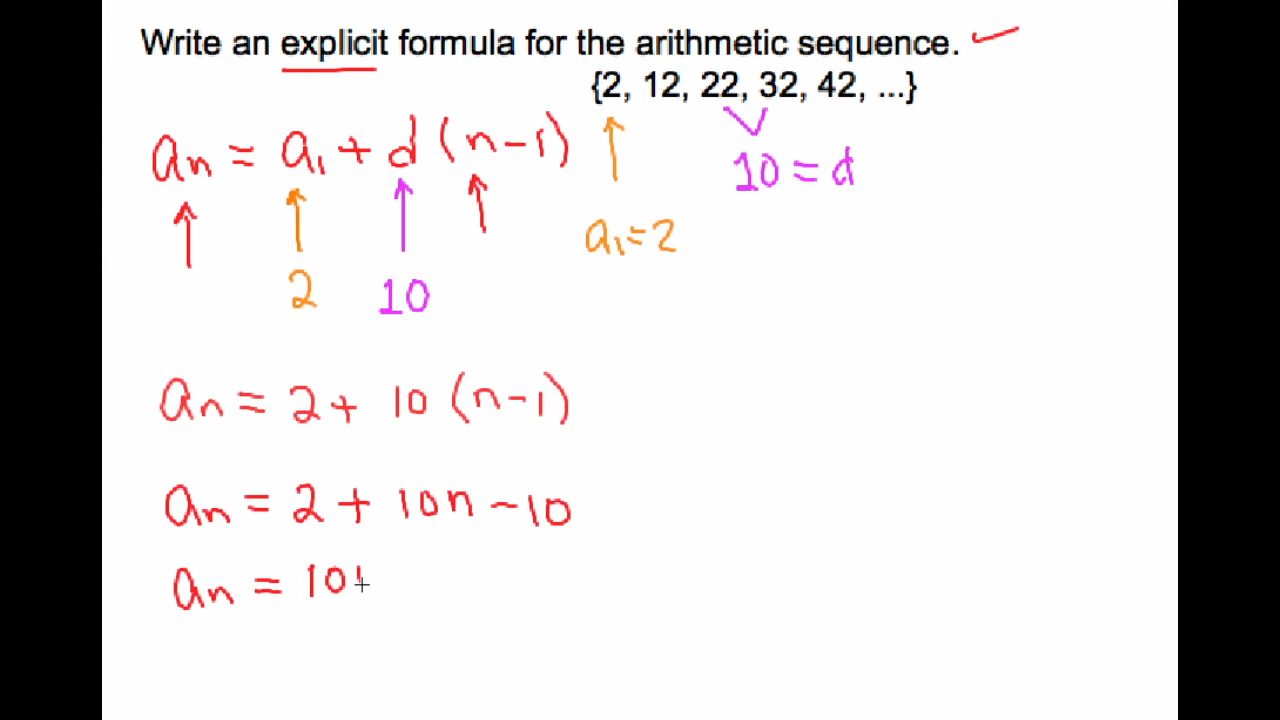 Write an explicit formula for the arithmetic sequence.
{2, 12, 22, 32, 42, ...}
an = a1 + d (n-1)
10 = d
a1 = 2
2 10
an = 2 + 10 (n-1)
an = 2 + 10n - 10
an = 10